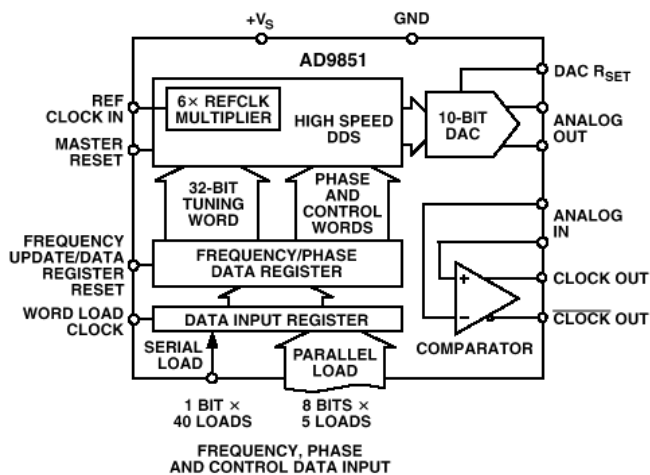 +VS
GND
AD9851
DAC RSET
REF
CLOCK IN
6× REFCLK
MULTIPLIER
HIGH SPEED
DDS
10-BIT
DAC
ANALOG
OUT
MASTER
RESET
32-BIT
TUNING
WORD
PHASE
AND
CONTROL
WORDS
ANALOG
IN
FREQUENCY
UPDATE/DATA
REGISTER
RESET
FREQUENCY/PHASE
DATA REGISTER
+
CLOCK OUT
WORD LOAD
CLOCK
DATA INPUT REGISTER
–
CLOCK OUT
COMPARATOR
SERIAL
LOAD
PARALLEL
LOAD
1 BIT ×
40 LOADS
8 BITS ×
5 LOADS
FREQUENCY, PHASE
AND CONTROL DATA INPUT